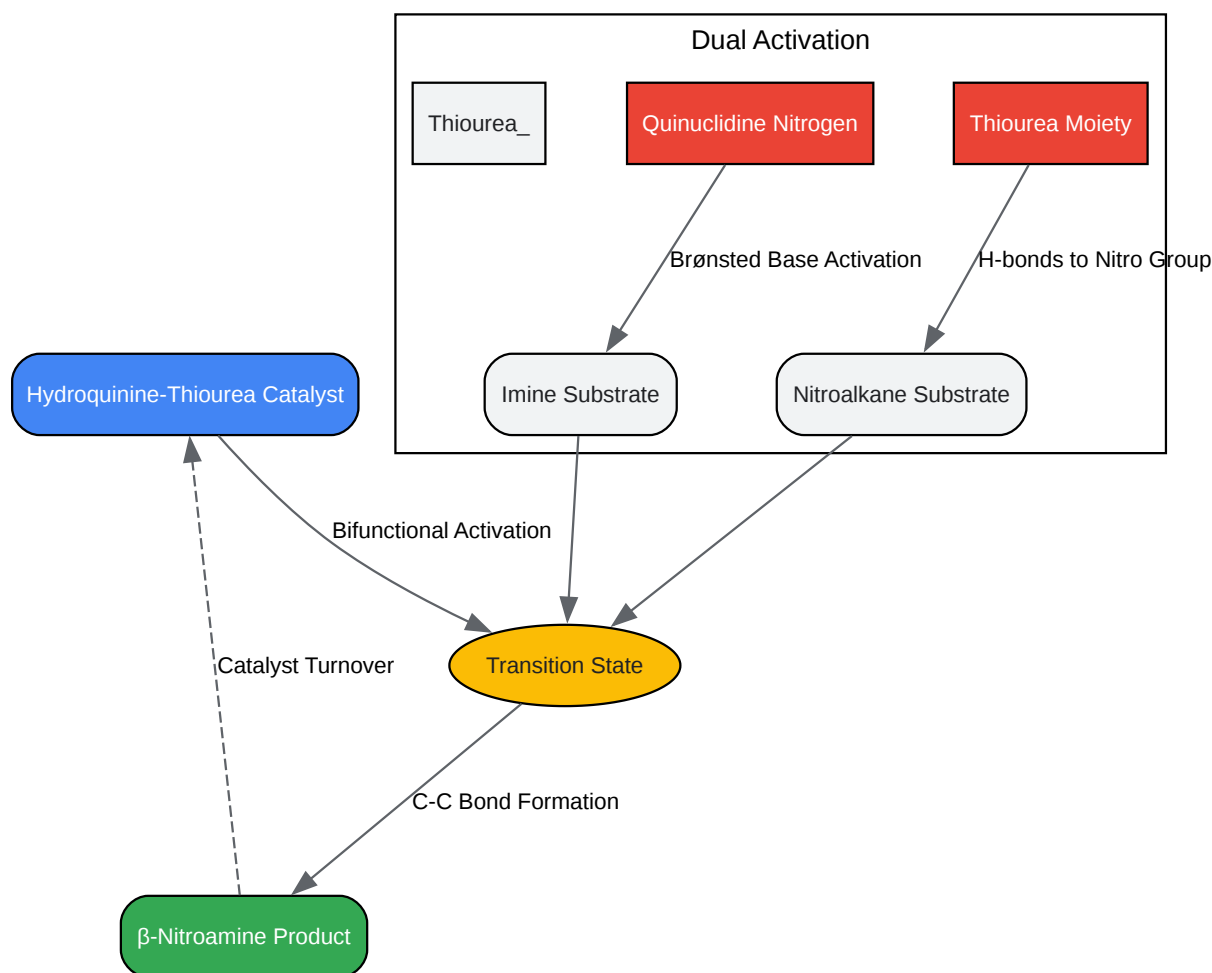 Dual Activation
Thiourea_
Quinuclidine Nitrogen
Thiourea Moiety
Brønsted Base Activation
H-bonds to Nitro Group
Hydroquinine-Thiourea Catalyst
Imine Substrate
Nitroalkane Substrate
Bifunctional Activation
Catalyst Turnover
Transition State
C-C Bond Formation
β-Nitroamine Product